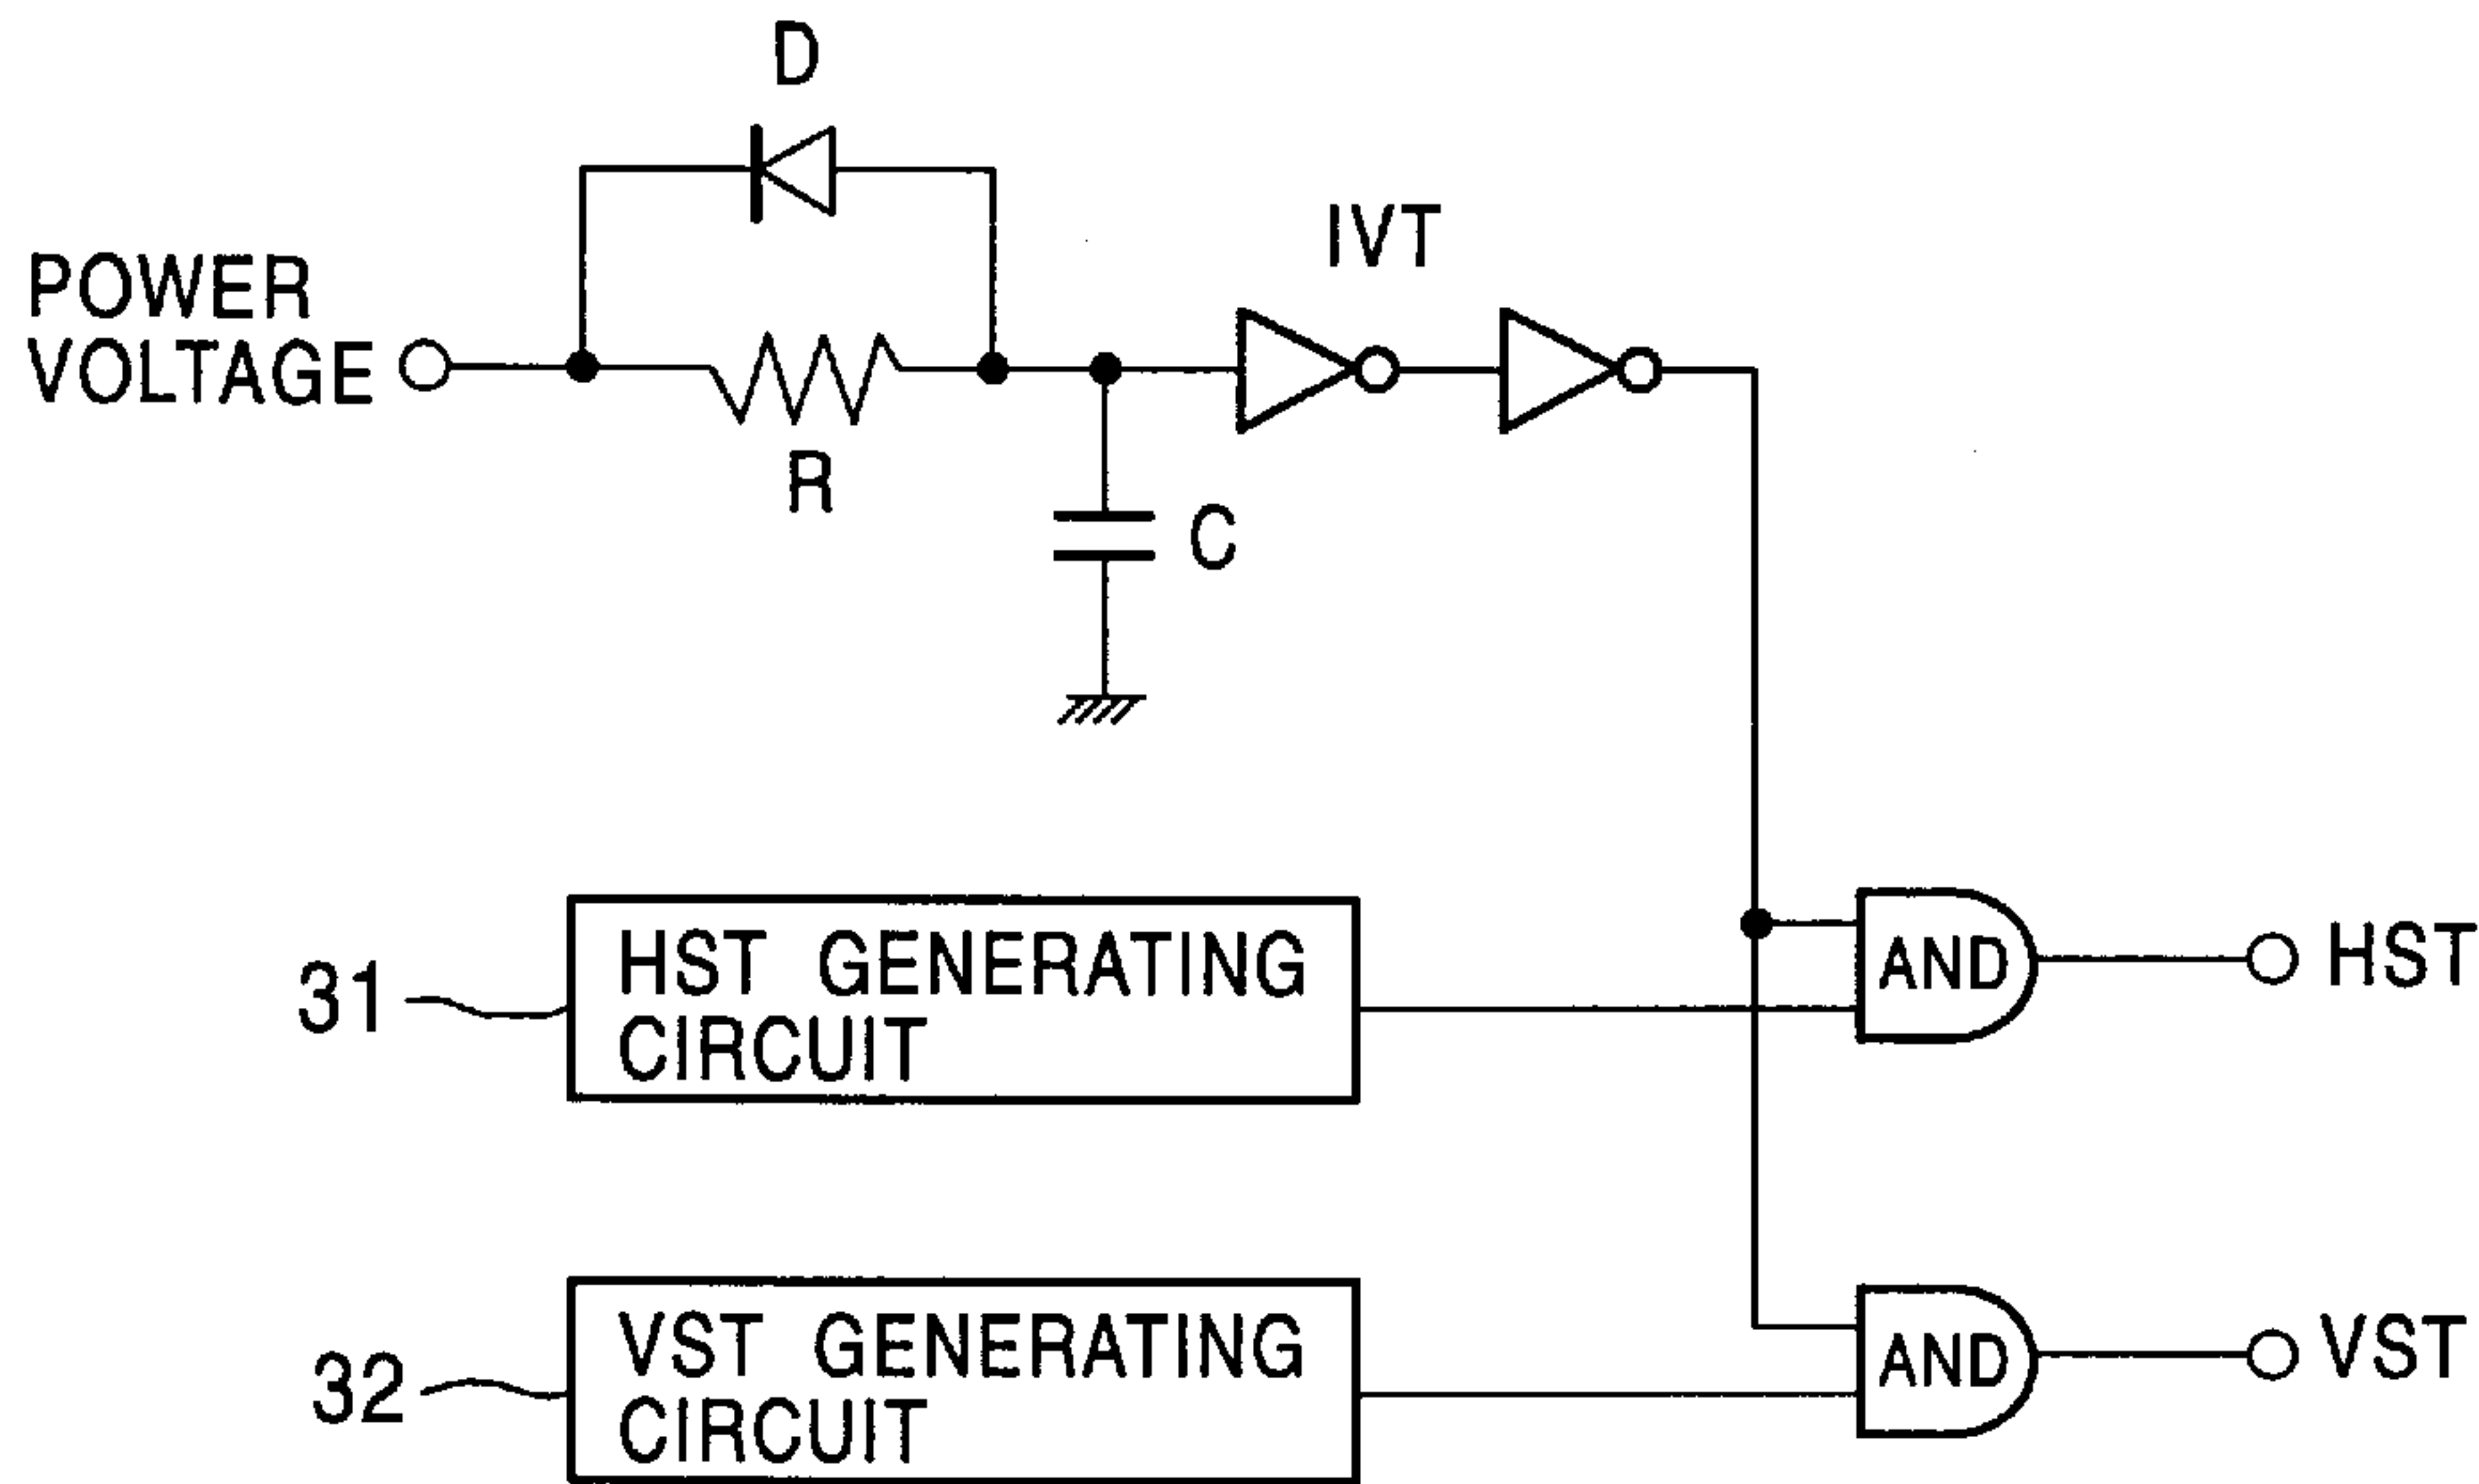 D
IVT
POWER
VOLTAGE
R
C
31
HST GENERATING
CIRCUIT
AND
HST
32
VST GENERATING
CIRCUIT
AND
VST